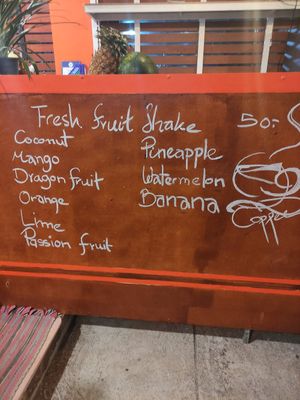 Fresh fruit Shake 50.-
Coconut
Mango
Dragon fruit
Orange
Lime
Passion fruit
Pineapple
Watermelon
Banana